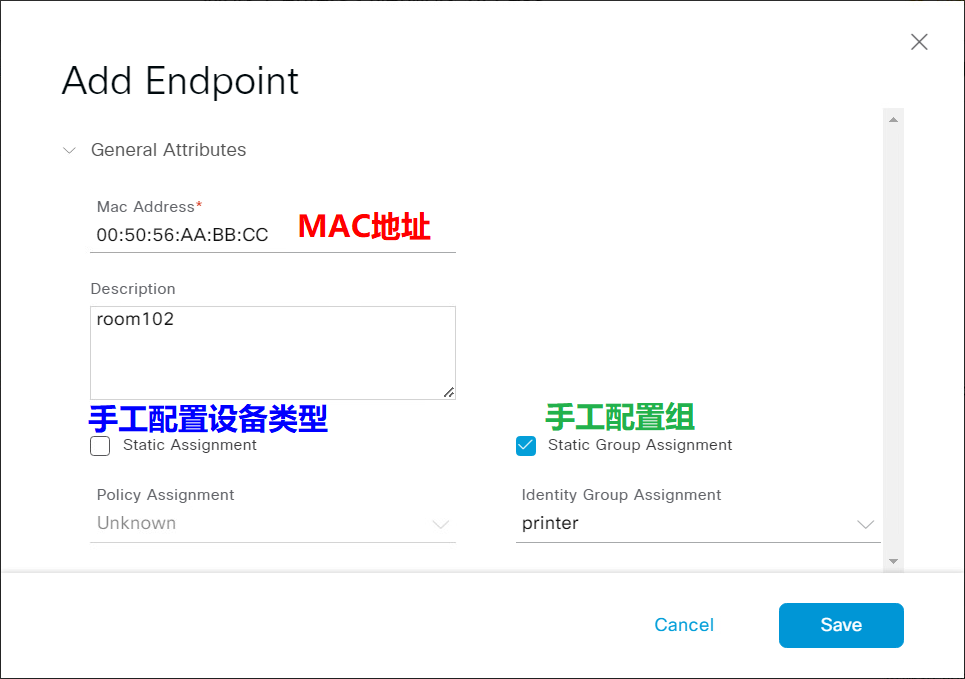 Add Endpoint
General Attributes
Mac Address*
00:50:56:AA:BB:CC MAC地址
Description
room102
手工配置设备类型
手工配置组
Static Assignment
Static Group Assignment
Policy Assignment
Identity Group Assignment
Unknown
printer
Cancel
Save